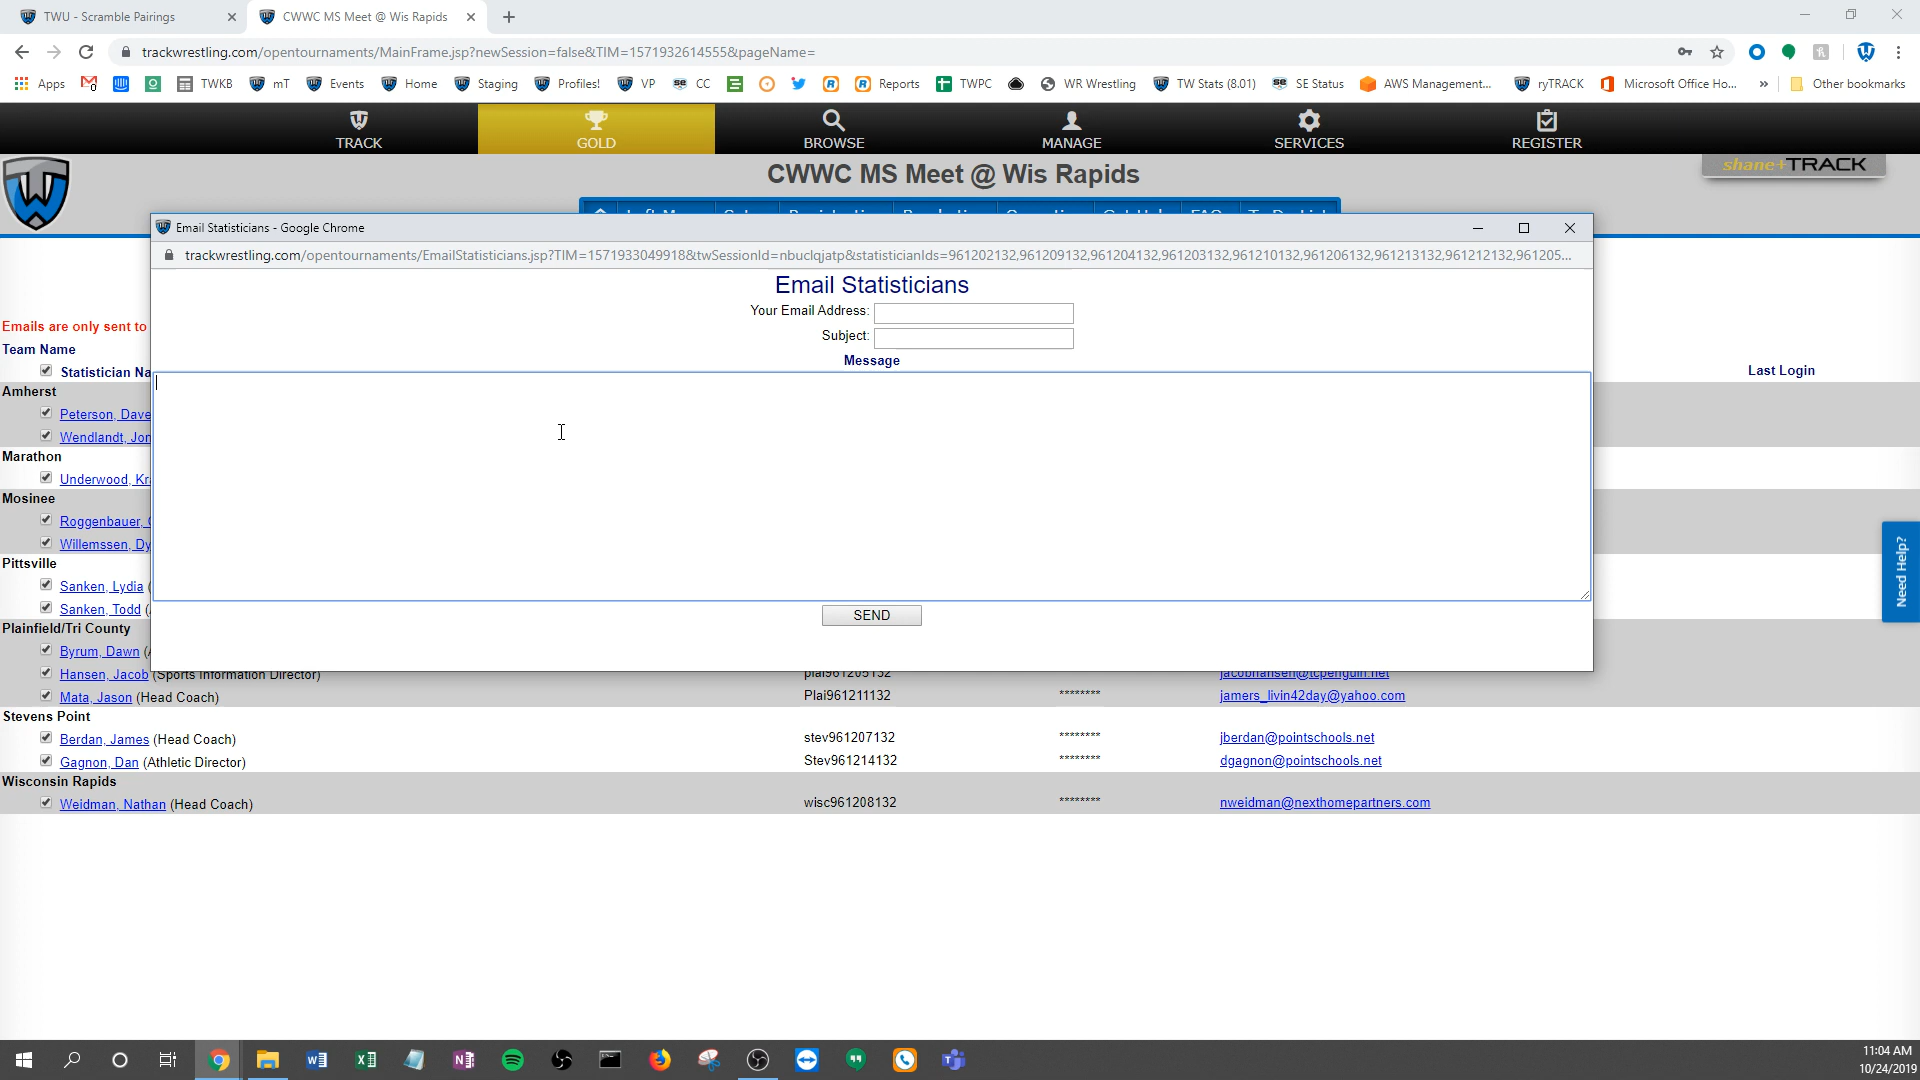 TWU - Scramble Pairings
CWWC MS Meet @ Wis Rapids
trackwrestling.com/opentournaments/MainFrame.jsp?newSession=false&TIM=1571932614555&pageName=
Apps TWKB mT Events Home Staging Profiles! VP CC Reports TWPC WR Wrestling TW Stats (8.01) SE Status AWS Management... ryTRACK Microsoft Office Ho... » Other bookmarks
TRACK GOLD BROWSE MANAGE SERVICES REGISTER
CWWC MS Meet @ Wis Rapids
shane+TRACK
Email Statisticians - Google Chrome
trackwrestling.com/opentournaments/EmailStatisticians.jsp?TIM=1571933049918&twSessionId=nbuclqjatp&statisticianIds=961202132,961209132,961204132,961203132,961210132,961206132,961213132,961212132,961205...
Email Statisticians
Your Email Address:
Subject:
Message
SEND
Emails are only sent to
Team Name
Statistician Na
Last Login
Amherst
Peterson, Dave
Wendlandt, Jon
Marathon
Underwood, Kr
Mosinee
Roggenbauer,
Willemssen, Dy
Pittsville
Sanken, Lydia (
Sanken, Todd (
Plainfield/Tri County
Byrum, Dawn (
Hansen, Jacob (Sports Information Director) plai961205132 jacobhansen@tcpenguin.net
Mata, Jason (Head Coach) Plai961211132 ******** jamers_livin42day@yahoo.com
Stevens Point
Berdan, James (Head Coach) stev961207132 ******** jberdan@pointschools.net
Gagnon, Dan (Athletic Director) Stev961214132 ******** dgagnon@pointschools.net
Wisconsin Rapids
Weidman, Nathan (Head Coach) wisc961208132 ******** nweidman@nexthomepartners.com
Need Help?
11:04 AM
10/24/2019